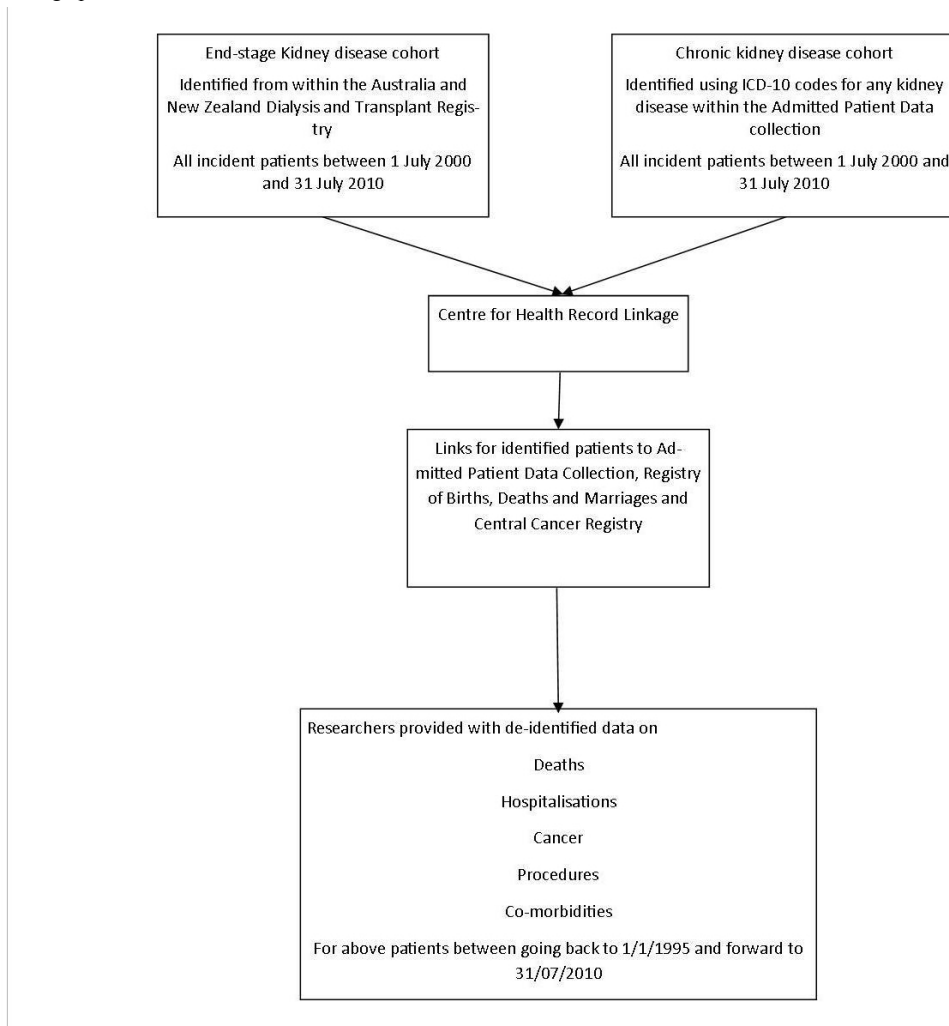 End-stage Kidney disease cohort
Identified from within the Australia and
New Zealand Dialysis and Transplant Regis-
try
All incident patients between 1 July 2000
and 31 July 2010
Chronic kidney disease cohort
Identified using ICD-10 codes for any kidney
disease within the Admitted Patient Data
collection
All incident patients between 1 July 2000 and
31 July 2010
Centre for Health Record Linkage
Links for identified patients to Ad-
mitted Patient Data Collection, Registry
of Births, Deaths and Marriages and
Central Cancer Registry
Researchers provided with de-identified data on
Deaths
Hospitalisations
Cancer
Procedures
Co-morbidities
For above patients between going back to 1/1/1995 and forward to
31/07/2010